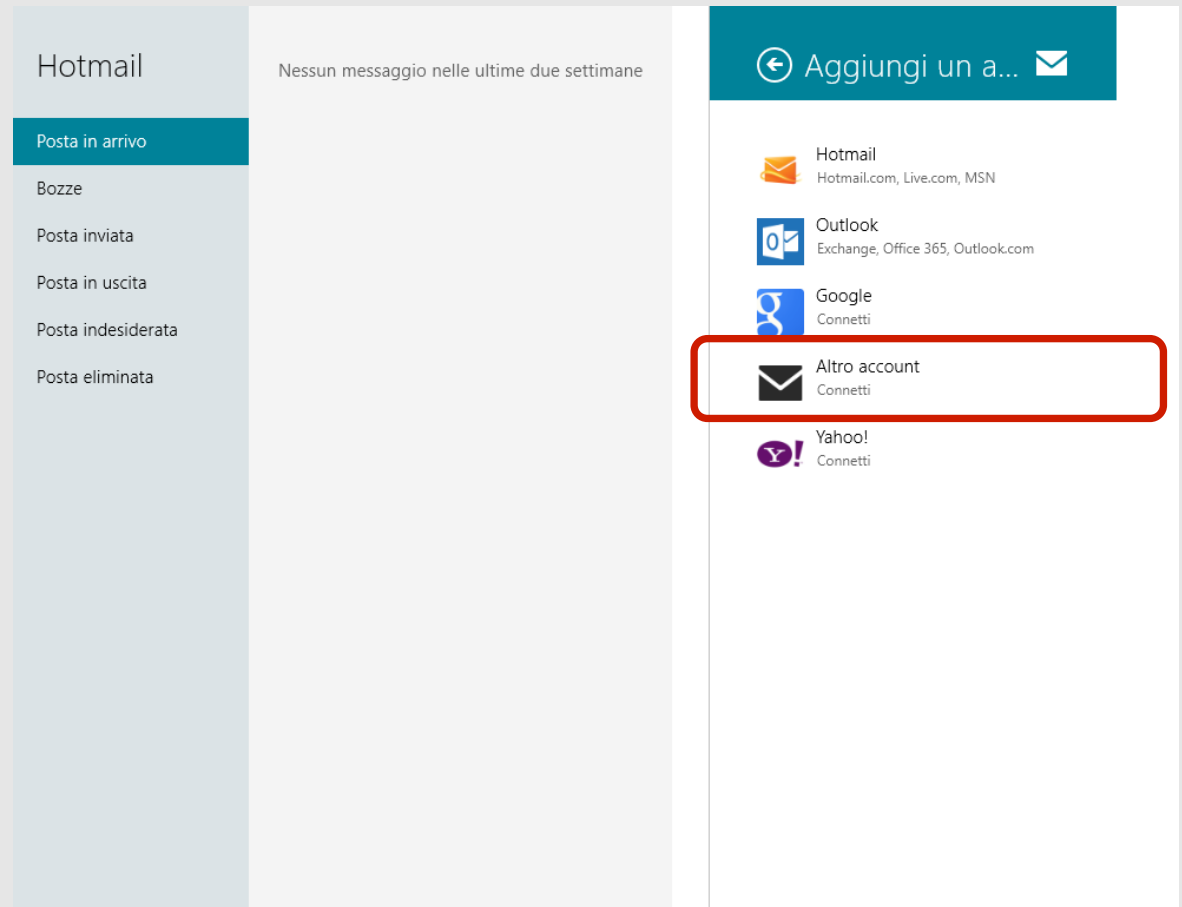 Hotmail
Posta in arrivo
Bozze
Posta inviata
Posta in uscita
Posta indesiderata
Posta eliminata
Nessun messaggio nelle ultime due settimane
Aggiungi un a...
Hotmail
Hotmail.com, Live.com, MSN
Outlook
Exchange, Office 365, Outlook.com
Google
Connetti
Altro account
Connetti
Yahoo!
Connetti